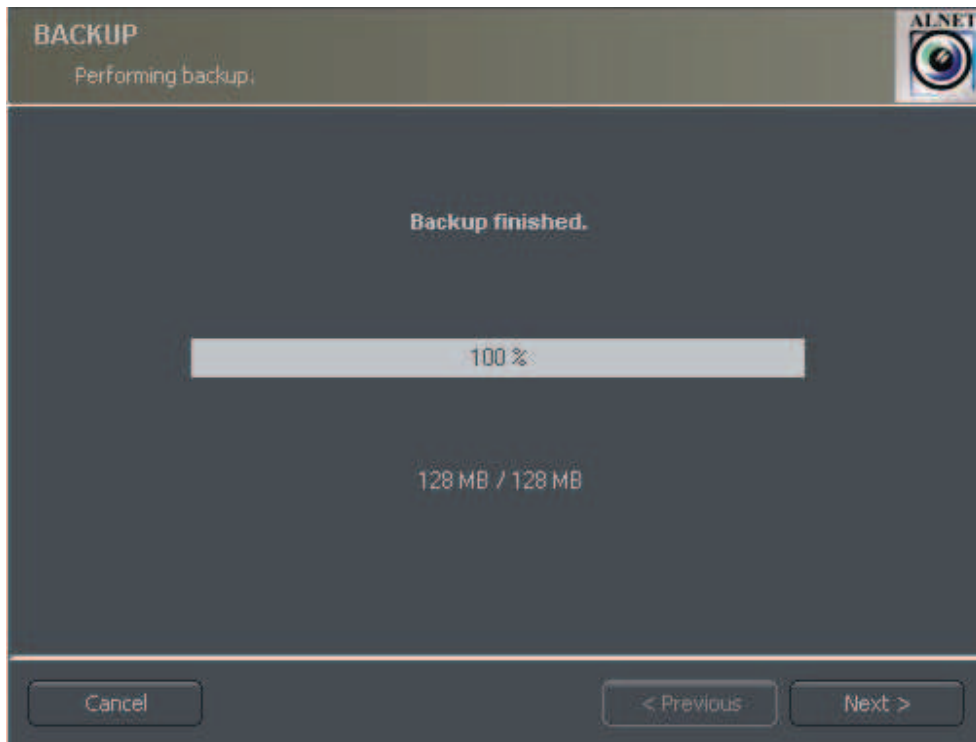 BACKUP
ALNET
Performing backup.
Backup finished.
100 %
128 MB / 128 MB
Cancel
< Previous
Next >